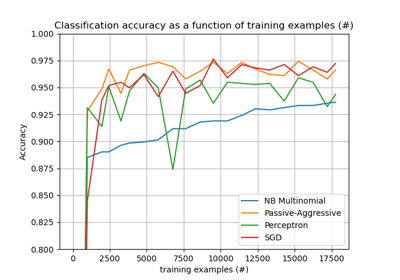 Classification accuracy as a function of training examples (#)
1.000
0.975
0.950
0.925
0.900
0.875
0.850
0.825
0.800
Accuracy
NB Multinomial
Passive-Aggressive
Perceptron
SGD
0 2500 5000 7500 10000 12500 15000 17500
training examples (#)